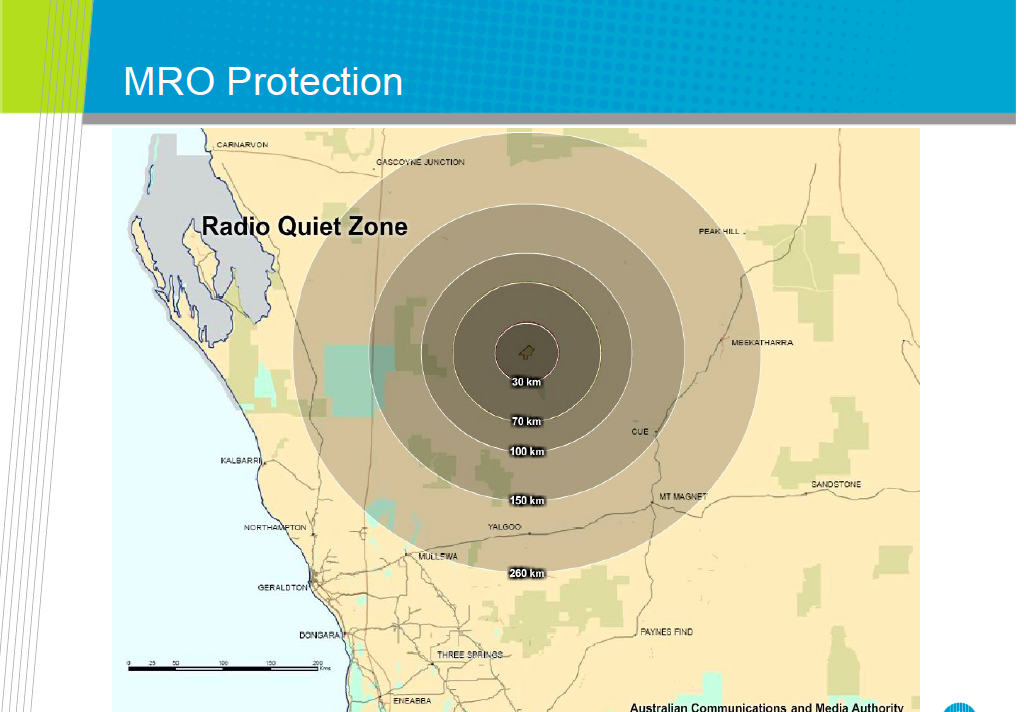 MRO Protection
CARNARVON
GASCOYNE JUNCTION
Radio Quiet Zone
PEAK HILL
MEEKATHARRA
30 km
70 km
CUE
100 km
KALBARRI
SANDSTONE
MT MAGNET
150 km
NORTHAMPTON
YALGOO
MULLEWA
260 km
GERALDTON
DONGARA
PAYNES FIND
THREE SPRINGS
0 25 50 100 150 200
Kms
ENEABBA
Australian Communications and Media Authority